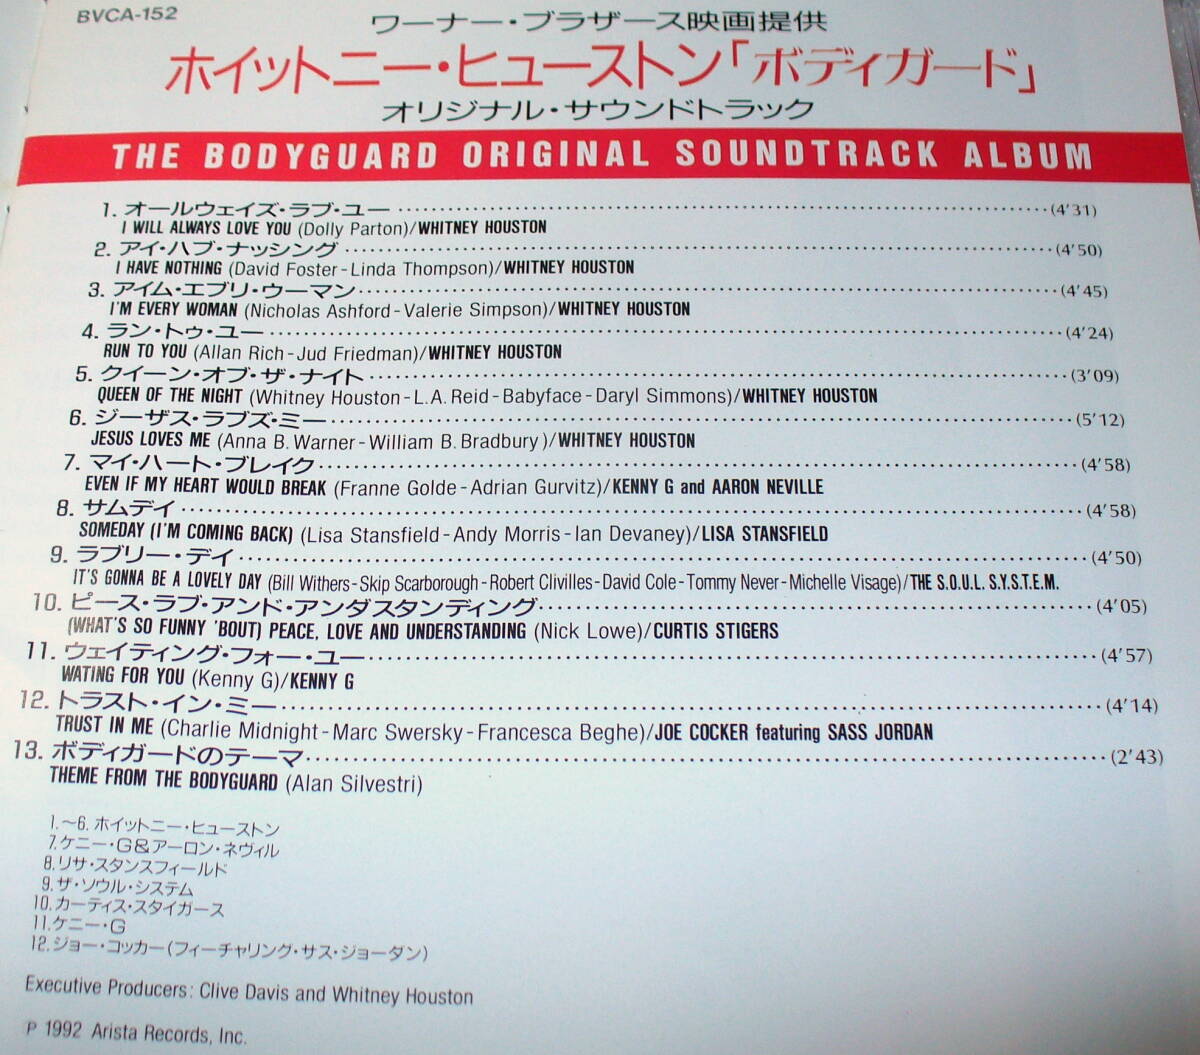 BVCA-152
ワーナー・ブラザース映画提供
ホイットニー・ヒューストン「ボディガード」
オリジナル・サウンドトラック
THE BODYGUARD ORIGINAL SOUNDTRACK ALBUM
1. オールウェイズ・ラブ・ユー (4'31)
I WILL ALWAYS LOVE YOU (Dolly Parton)/WHITNEY HOUSTON
2. アイ・ハブ・ナッシング (4'50)
I HAVE NOTHING (David Foster-Linda Thompson)/WHITNEY HOUSTON
3. アイム・エブリ・ウーマン (4'45)
I'M EVERY WOMAN (Nicholas Ashford-Valerie Simpson)/WHITNEY HOUSTON
4. ラン・トゥ・ユー (4'24)
RUN TO YOU (Allan Rich-Jud Friedman)/WHITNEY HOUSTON
5. クイーン・オブ・ザ・ナイト (3'09)
QUEEN OF THE NIGHT (Whitney Houston-L.A. Reid-Babyface-Daryl Simmons)/WHITNEY HOUSTON
6. ジーザス・ラブズ・ミー (5'12)
JESUS LOVES ME (Anna B. Warner-William B. Bradbury)/WHITNEY HOUSTON
7. マイ・ハート・ブレイク (4'58)
EVEN IF MY HEART WOULD BREAK (Franne Golde-Adrian Gurvitz)/KENNY G and AARON NEVILLE
8. サムデイ (4'58)
SOMEDAY (I'M COMING BACK) (Lisa Stansfield-Andy Morris-Ian Devaney)/LISA STANSFIELD
9. ラブリー・デイ (4'50)
IT'S GONNA BE A LOVELY DAY (Bill Withers-Skip Scarborough-Robert Clivilles-David Cole-Tommy Never-Michelle Visage)/THE S.O.U.L. S.Y.S.T.E.M.
10. ピース・ラブ・アンド・アンダスタンディング (4'05)
(WHAT'S SO FUNNY 'BOUT) PEACE, LOVE AND UNDERSTANDING (Nick Lowe)/CURTIS STIGERS
11. ウェイティング・フォー・ユー (4'57)
WATING FOR YOU (Kenny G)/KENNY G
12. トラスト・イン・ミー (4'14)
TRUST IN ME (Charlie Midnight-Marc Swersky-Francesca Beghe)/JOE COCKER featuring SASS JORDAN
13. ボディガードのテーマ (2'43)
THEME FROM THE BODYGUARD (Alan Silvestri)
1.〜6. ホイットニー・ヒューストン
7. ケニー・G&アーロン・ネヴィル
8. リサ・スタンスフィールド
9. ザ・ソウル・システム
10. カーティス・スタイガース
11. ケニー・G
12. ジョー・コッカー(フィーチャリング・サス・ジョーダン)
Executive Producers: Clive Davis and Whitney Houston
℗ 1992 Arista Records, Inc.